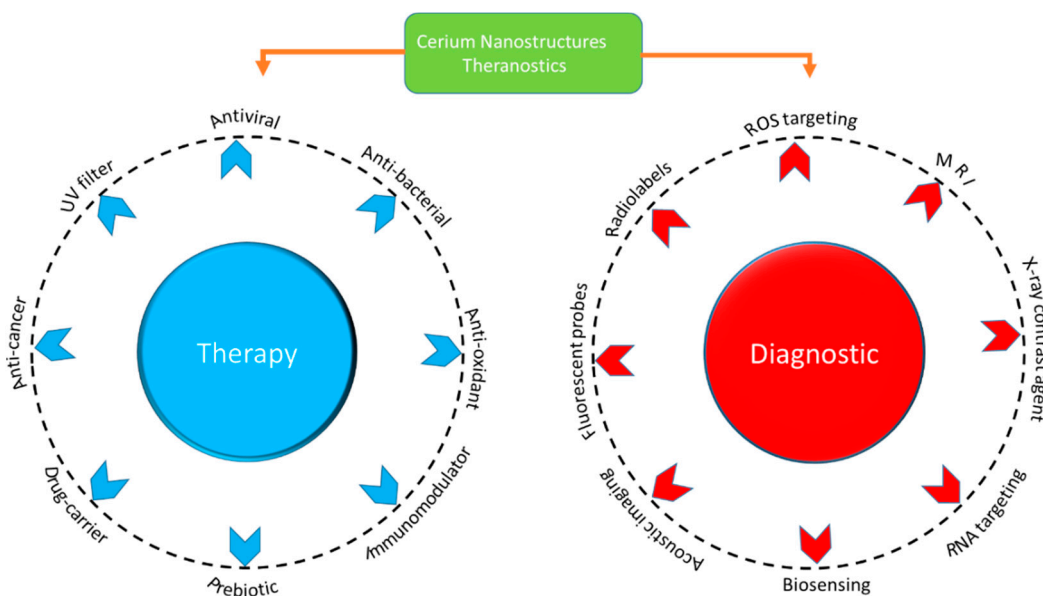 Cerium Nanostructures
Theranostics
Antiviral
Anti-bacterial
Anti-oxidant
Immunomodulator
Prebiotic
Drug-carrier
Anti-cancer
UV filter
Therapy
ROS targeting
MRI
X-ray contrast agent
RNA targeting
Biosensing
Acoustic imaging
Fluorescent probes
Radiolabels
Diagnostic